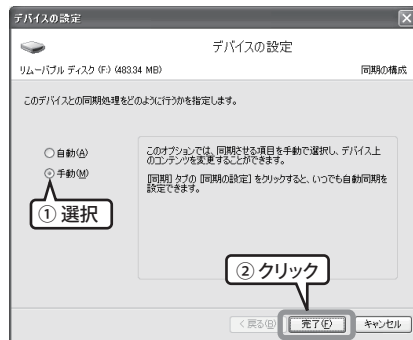 デバイスの設定
デバイスの設定
リムーバブル ディスク (F:) (483.34 MB)
同期の構成
このデバイスとの同期処理をどのように行うかを指定します。
自動(A)
手動(M)
このオプションでは、同期させる項目を手動で選択し、デバイス上
のコンテンツを変更することができます。
[同期] タブの [同期の設定] をクリックすると、いつでも自動同期を
設定できます。
① 選択
② クリック
< 戻る(B)
完了(F)
キャンセル